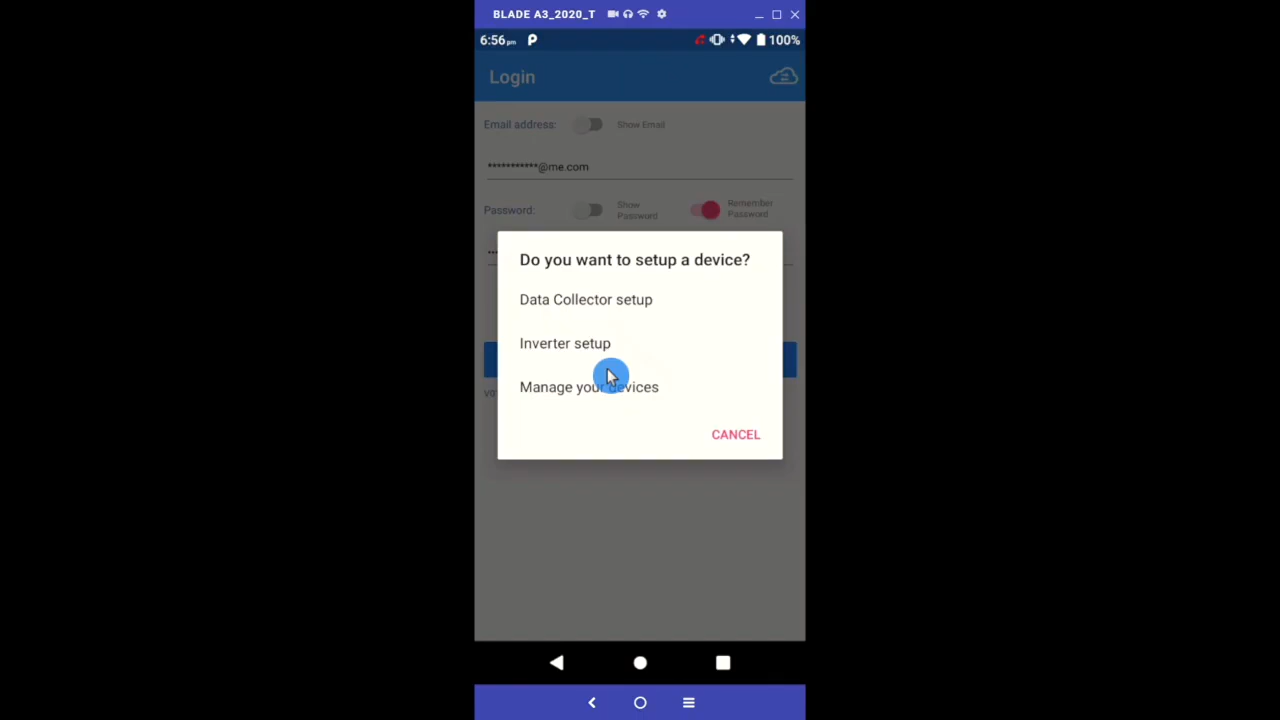 BLADE A3_2020_T
6:56pm
100%
Login
Email address:
Show Email
***********@me.com
Password:
Show
Password
Remember
Password
Do you want to setup a device?
Data Collector setup
Inverter setup
Manage your devices
CANCEL